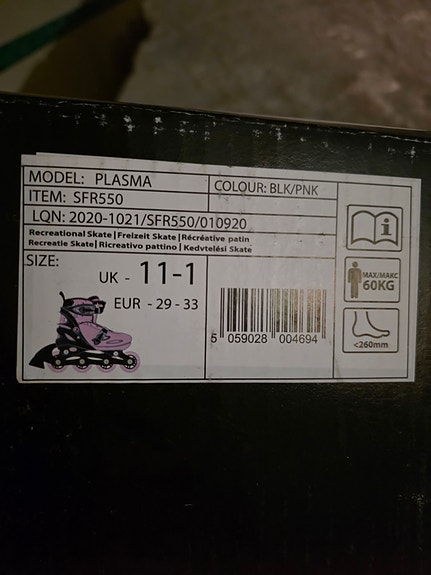 MODEL: PLASMA
COLOUR: BLK/PNK
ITEM: SFR550
LQN: 2020-1021/SFR550/010920
Recreational Skate | Freizeit Skate | Récréative patin
Recreatie Skate | Ricreativo pattino | Kedvtelési Skate
SIZE:
UK - 11-1
EUR - 29 - 33
5 059028 004694
i
MAX/МАКС
60KG
<260mm